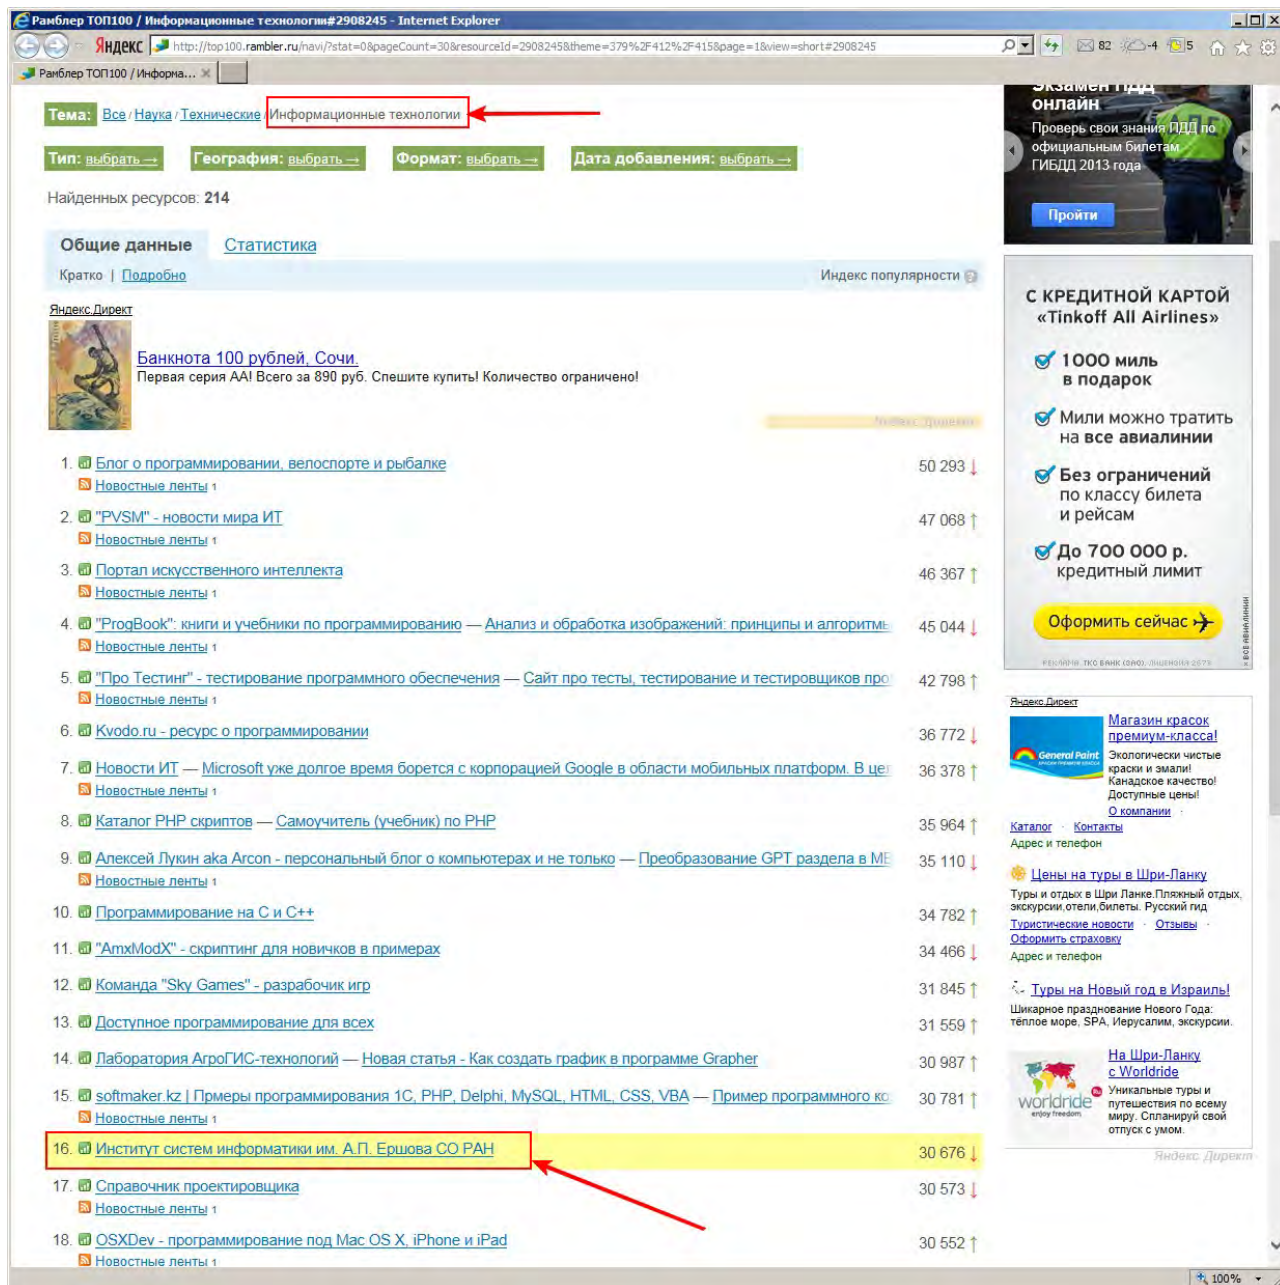 Рамблер ТОП100 / Информационные технологии#2908245 - Internet Explorer
Яндекс http://top100.rambler.ru/navi/?stat=0&pageCount=30&resourceId=2908245&theme=379%2F412%2F415&page=1&view=short#2908245 82 -4 5
Рамблер ТОП100 / Информа...
Тема: Все / Наука / Технические / Информационные технологии
Тип: выбрать → География: выбрать → Формат: выбрать → Дата добавления: выбрать →
Найденных ресурсов: 214
Общие данные Статистика
Кратко | Подробно Индекс популярности ?
Яндекс.Директ
Банкнота 100 рублей, Сочи.
Первая серия АА! Всего за 890 руб. Спешите купить! Количество ограничено!
1. Блог о программировании, велоспорте и рыбалке 50 293 ↓
Новостные ленты 1
2. "PVSM" - новости мира ИТ 47 068 ↑
Новостные ленты 1
3. Портал искусственного интеллекта 46 367 ↑
Новостные ленты 1
4. "ProgBook": книги и учебники по программированию — Анализ и обработка изображений: принципы и алгоритмы 45 044 ↓
Новостные ленты 1
5. "Про Тестинг" - тестирование программного обеспечения — Сайт про тесты, тестирование и тестировщиков про 42 798 ↑
Новостные ленты 1
6. Kvodo.ru - ресурс о программировании 36 772 ↓
7. Новости ИТ — Microsoft уже долгое время борется с корпорацией Google в области мобильных платформ. В цел 36 378 ↑
Новостные ленты 1
8. Каталог PHP скриптов — Самоучитель (учебник) по PHP 35 964 ↑
9. Алексей Лукин aka Arcon - персональный блог о компьютерах и не только — Преобразование GPT раздела в МЕ 35 110 ↓
Новостные ленты 1
10. Программирование на С и С++ 34 782 ↑
11. "AmxModX" - скриптинг для новичков в примерах 34 466 ↓
12. Команда "Sky Games" - разрабочик игр 31 845 ↑
13. Доступное программирование для всех 31 559 ↑
14. Лаборатория АгроГИС-технологий — Новая статья - Как создать график в программе Grapher 30 987 ↑
15. softmaker.kz | Прмеры программирования 1С, PHP, Delphi, MySQL, HTML, CSS, VBA — Пример программного ко 30 781 ↑
Новостные ленты 1
16. Институт систем информатики им. А.П. Ершова СО РАН 30 676 ↓
17. Справочник проектировщика 30 573 ↓
Новостные ленты 1
18. OSXDev - программирование под Mac OS X, iPhone и iPad 30 552 ↑
Новостные ленты 1
Экзамен ПДД
онлайн
Проверь свои знания ПДД по
официальным билетам
ГИБДД 2013 года
Пройти
С КРЕДИТНОЙ КАРТОЙ
«Tinkoff All Airlines»
1000 миль
в подарок
Мили можно тратить
на все авиалинии
Без ограничений
по классу билета
и рейсам
До 700 000 р.
кредитный лимит
Оформить сейчас
Яндекс.Директ
General Paint
Магазин красок
премиум-класса!
Экологически чистые
краски и эмали!
Канадское качество!
Доступные цены!
О компании ·
Каталог · Контакты
Адрес и телефон
Цены на туры в Шри-Ланку
Туры и отдых в Шри Ланке.Пляжный отдых,
экскурсии,отели,билеты. Русский гид
Туристические новости · Отзывы ·
Оформить страховку
Адрес и телефон
Туры на Новый год в Израиль!
Шикарное празднование Нового Года:
тёплое море, SPA, Иерусалим, экскурсии.
worldride
enjoy freedom
На Шри-Ланку
с Worldride
Уникальные туры и
путешествия по всему
миру. Спланируй свой
отпуск с умом.
Яндекс Директ
100%